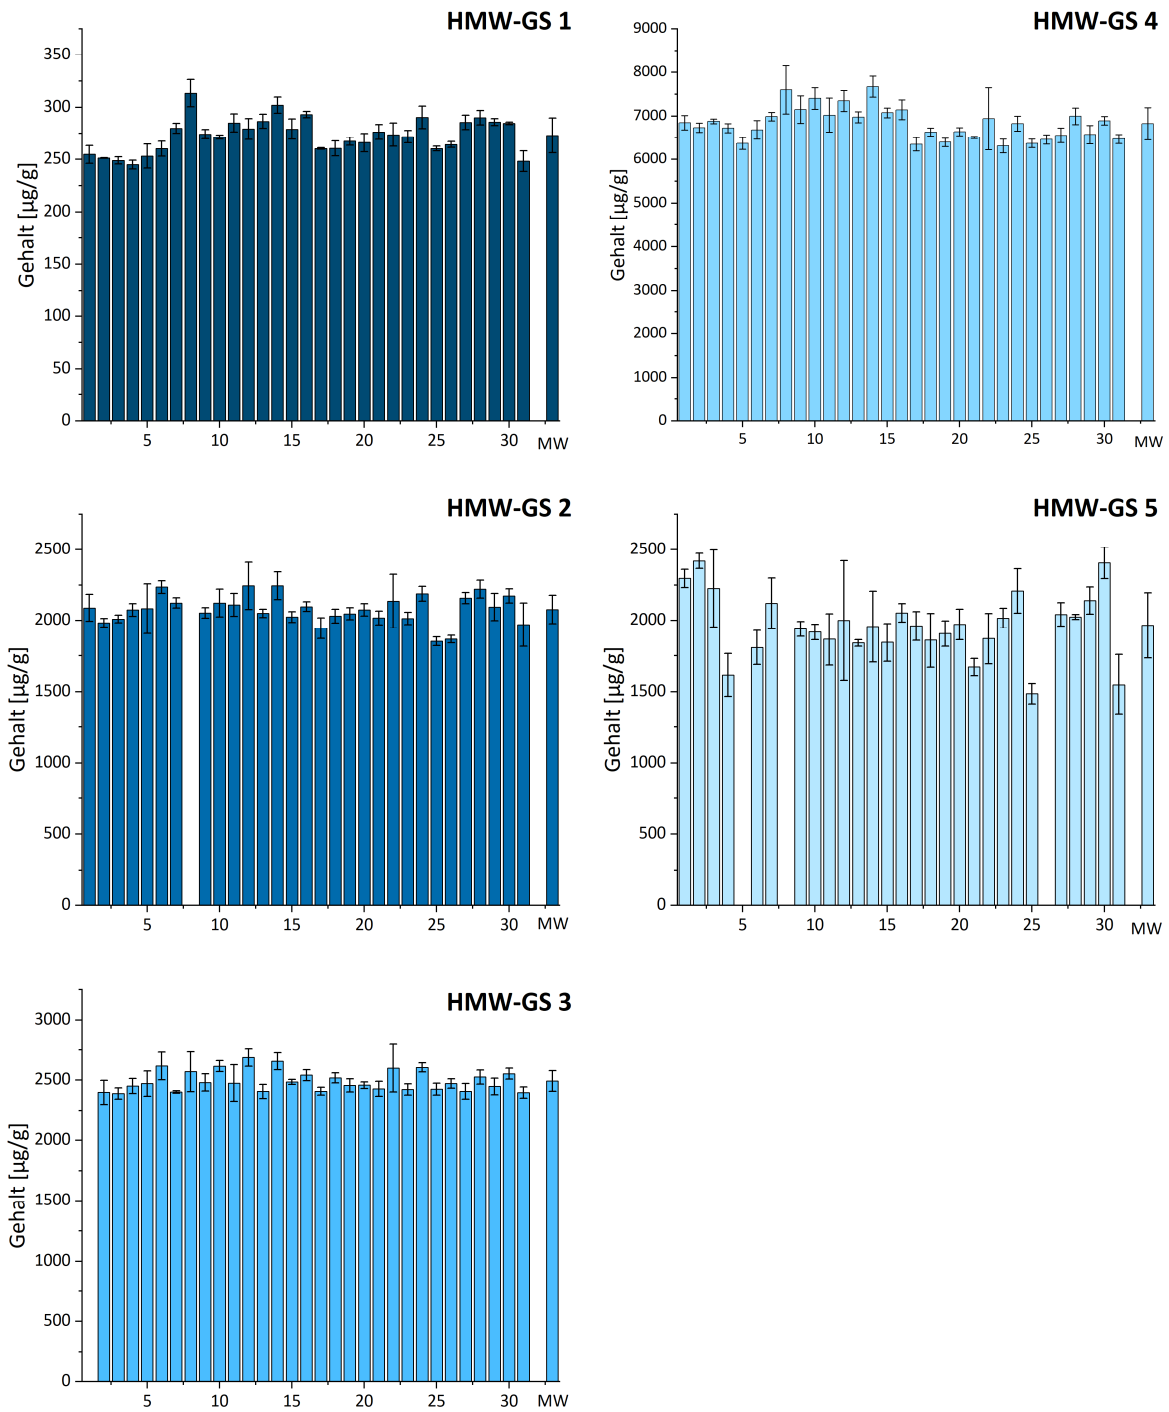 HMW-GS 1
Gehalt [µg/g]
350
300
250
200
150
100
50
0
5 10 15 20 25 30 MW
HMW-GS 4
Gehalt [µg/g]
9000
8000
7000
6000
5000
4000
3000
2000
1000
0
5 10 15 20 25 30 MW
HMW-GS 2
Gehalt [µg/g]
2500
2000
1500
1000
500
0
5 10 15 20 25 30 MW
HMW-GS 5
Gehalt [µg/g]
2500
2000
1500
1000
500
0
5 10 15 20 25 30 MW
HMW-GS 3
Gehalt [µg/g]
3000
2500
2000
1500
1000
500
0
5 10 15 20 25 30 MW